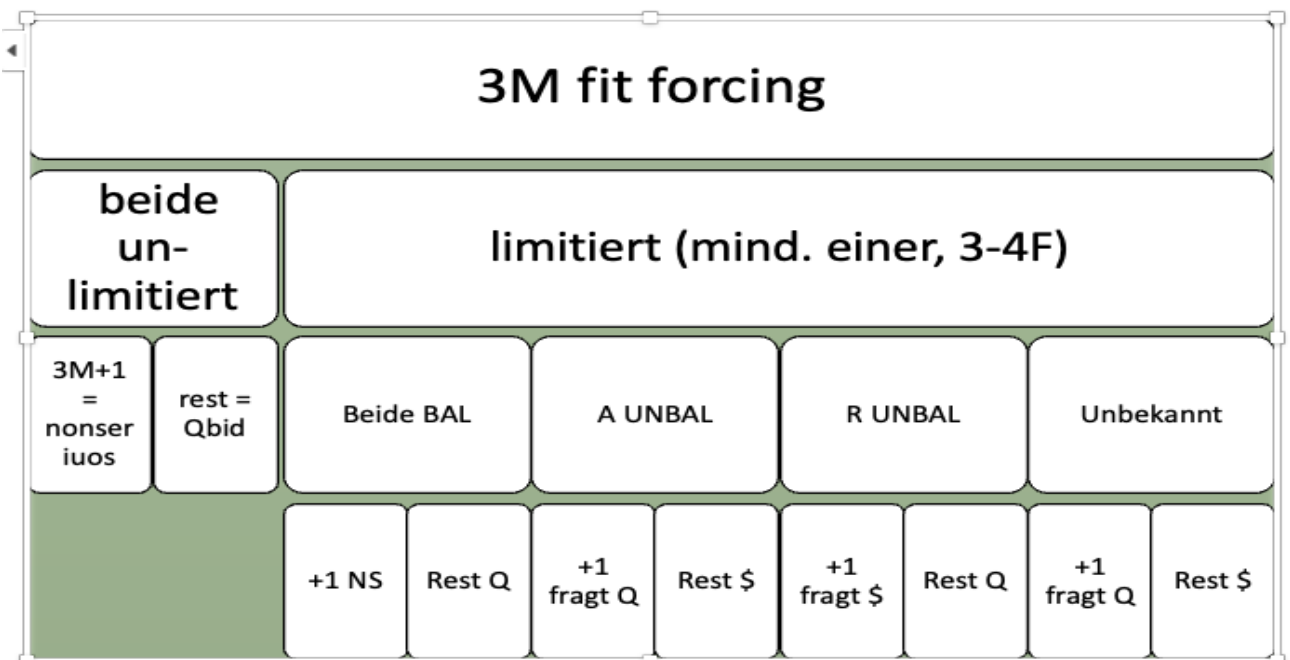 3M fit forcing
beide
un-
limitiert
limitiert (mind. einer, 3-4F)
3M+1
=
nonser
iuos
rest =
Qbid
Beide BAL
A UNBAL
R UNBAL
Unbekannt
+1 NS
Rest Q
+1
fragt Q
Rest $
+1
fragt $
Rest Q
+1
fragt Q
Rest $